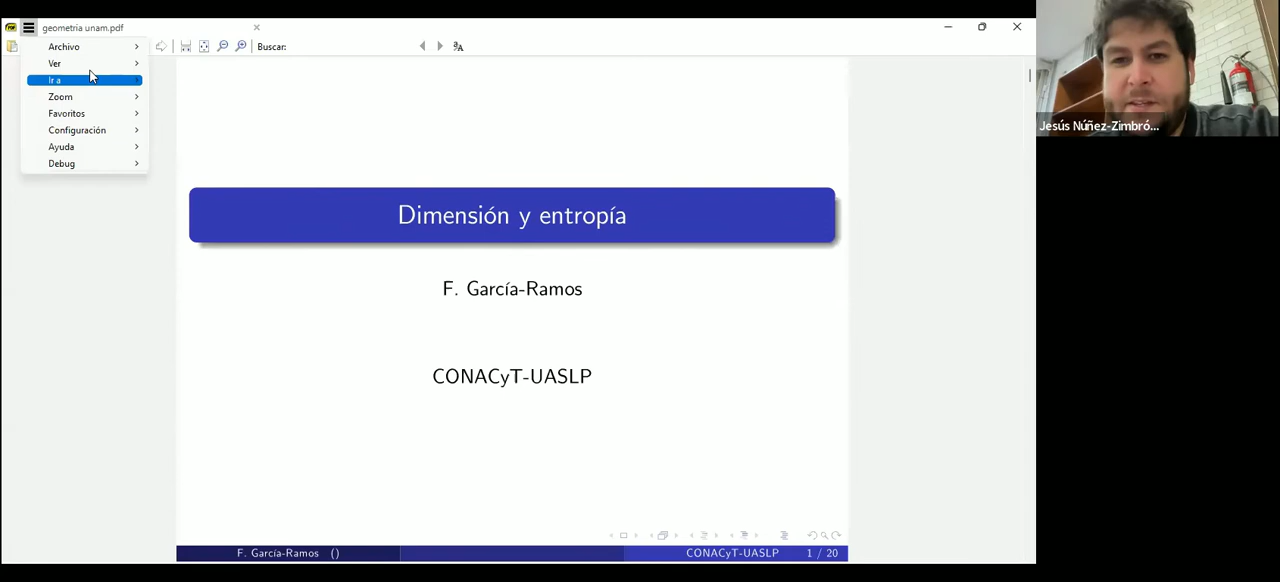 geometria unam.pdf
Archivo
Ver
Ir a
Zoom
Favoritos
Configuración
Ayuda
Debug
Buscar:
Dimensión y entropía
F. García-Ramos
CONACyT-UASLP
F. García-Ramos ()
CONACyT-UASLP
1 / 20
Jesús Núñez-Zimbró...